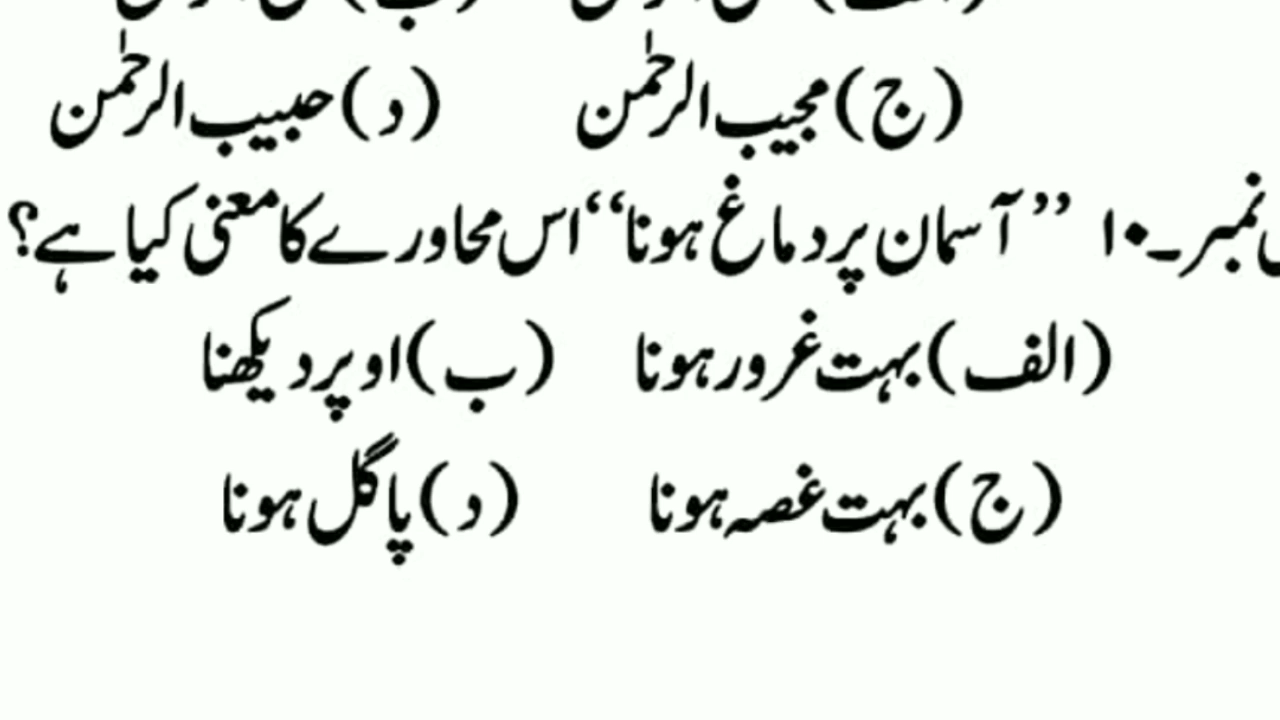 (ج) مجیب الرحمٰن (د) حبیب الرحمٰن
نمبر۔۱۰ ’’آسمان پر دماغ ہونا‘‘ اس محاورے کا معنی کیا ہے؟
(الف) بہت غرور ہونا (ب) اوپر دیکھنا
(ج) بہت غصہ ہونا (د) پاگل ہونا